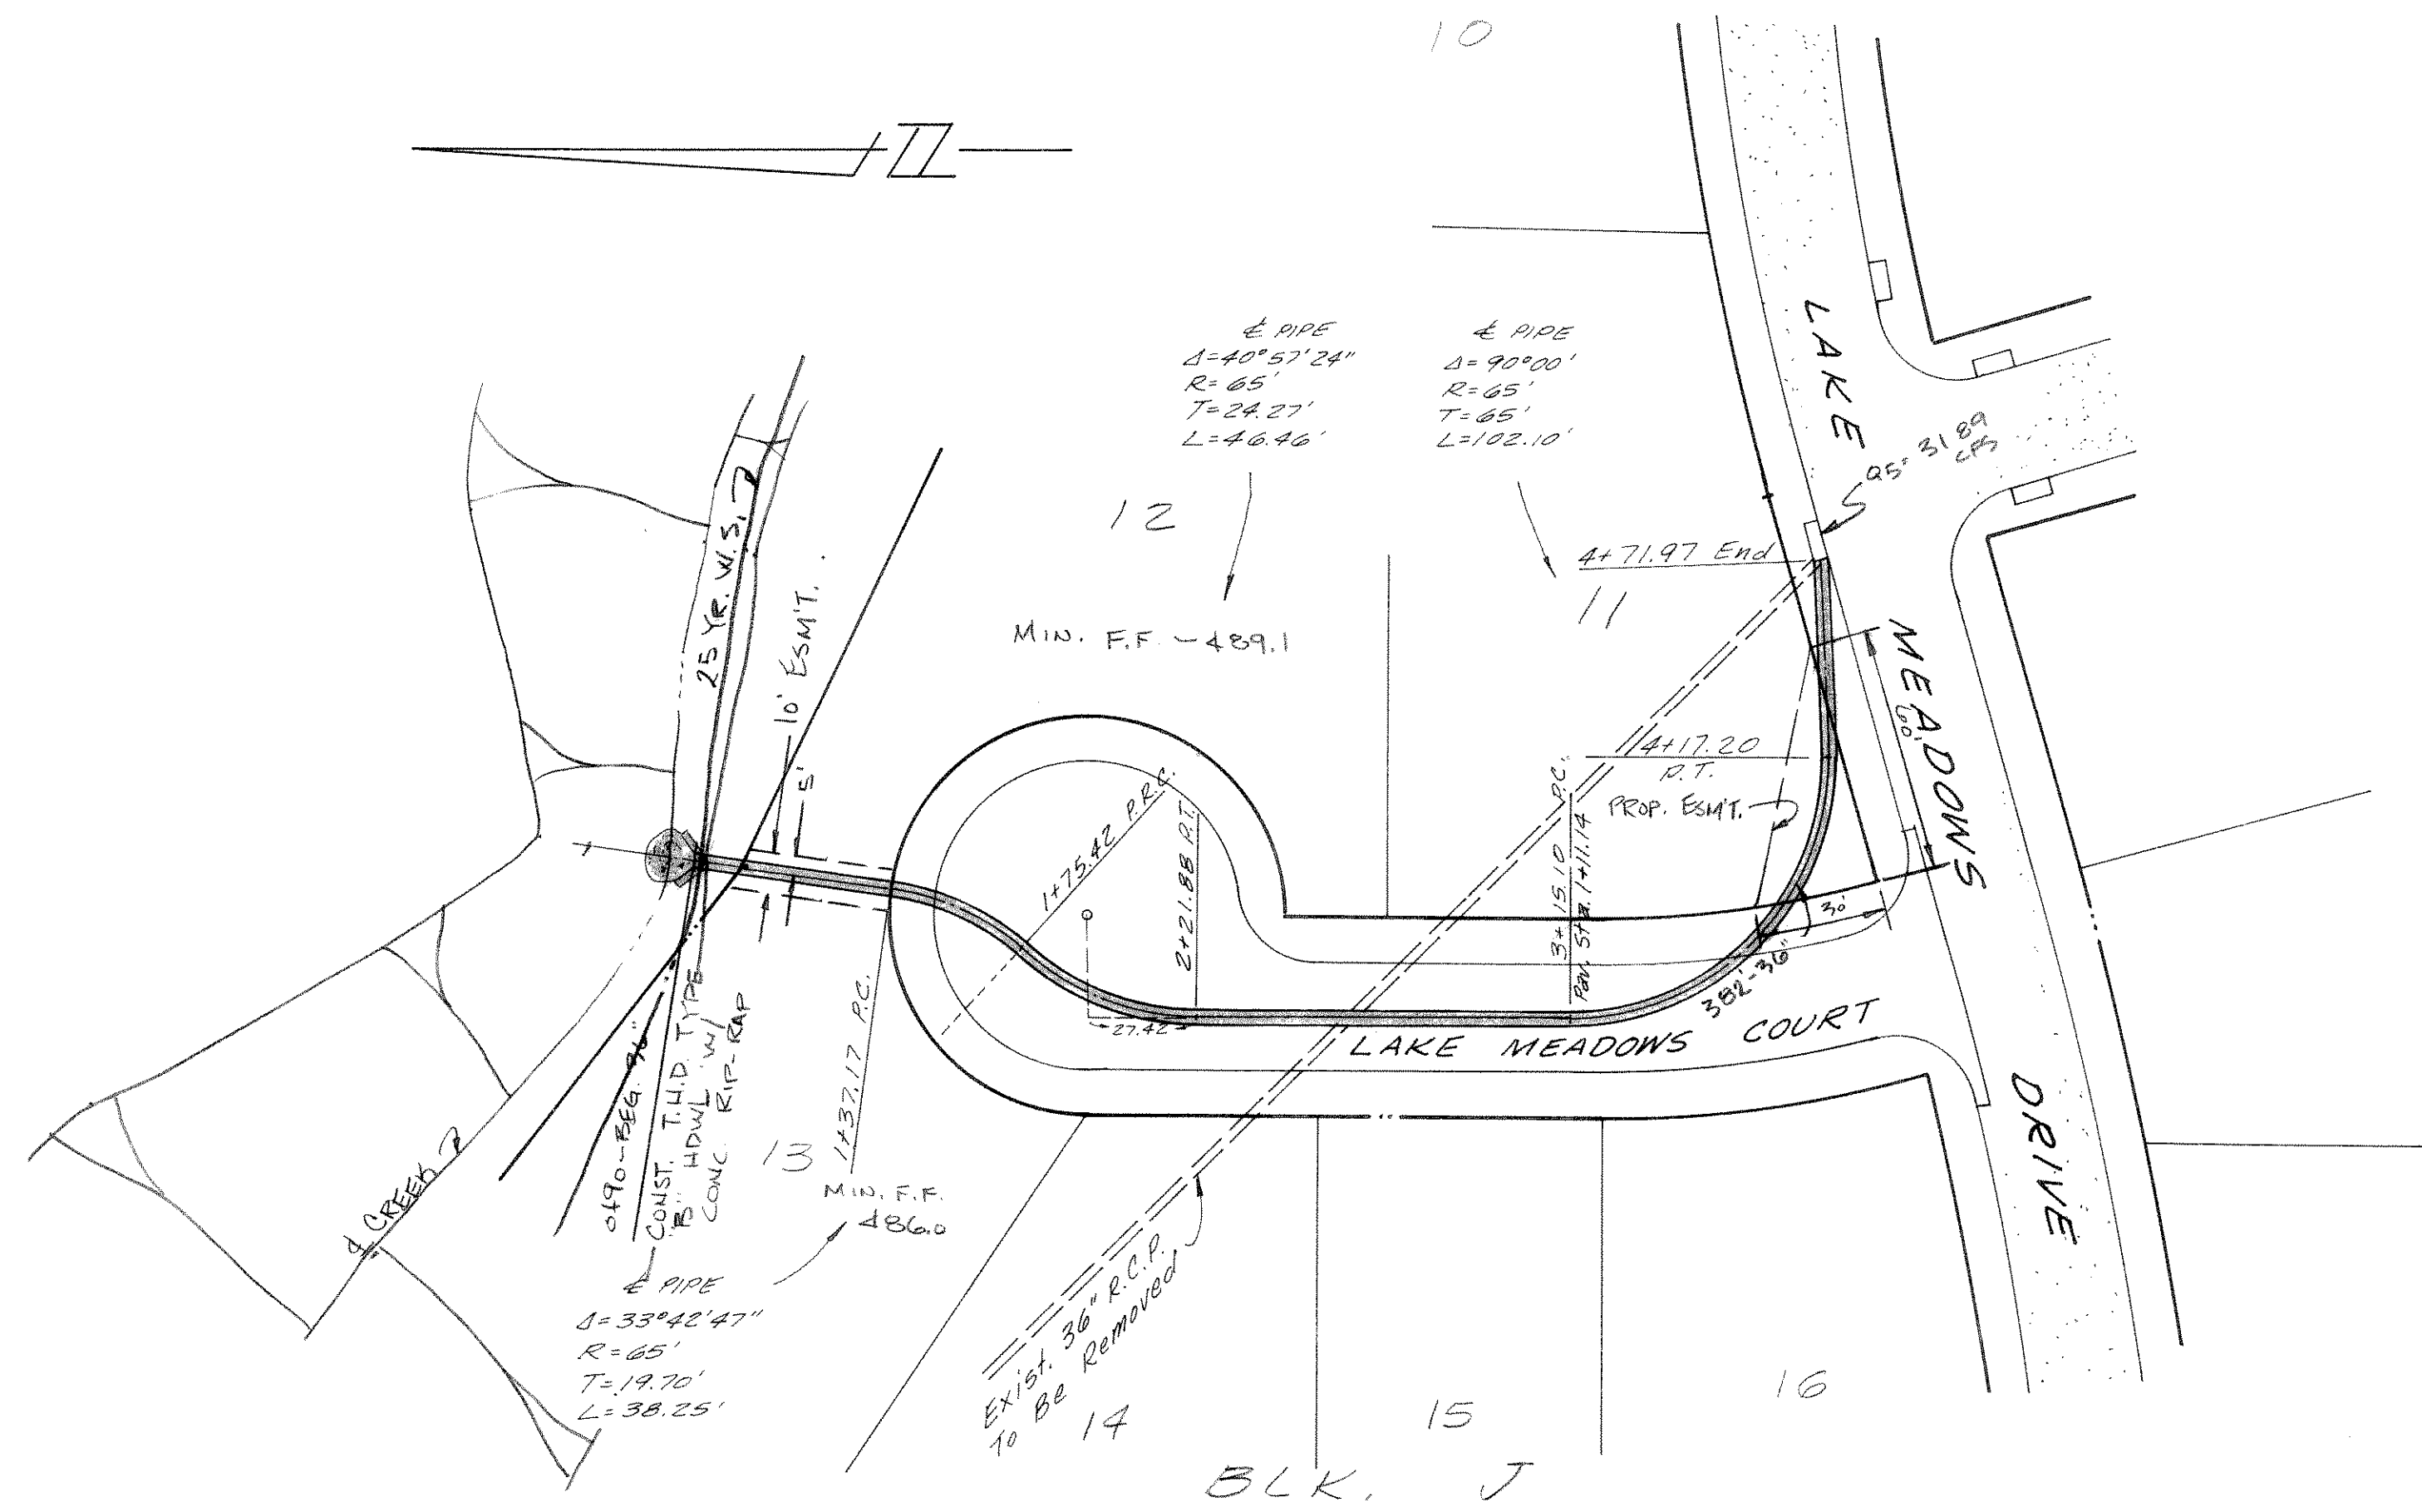 10
N
℄ PIPE
Δ=40°57'24"
R=65'
T=24.27'
L=46.46'
℄ PIPE
Δ=90°00'
R=65'
T=65'
L=102.10'
LAKE
MEADOWS
DRIVE
Q5= 31.89
CFS
12
MIN. F.F. - 489.1
4+71.97 End
11
25 YR. W.S.
10' ESM'T.
5'
4+17.20
P.T.
PROP. ESM'T.
60'
30'
1+75.42 P.R.C.
2+21.88 P.T.
3+15.10 P.C.
Pav. Sta. 1+11.14
27.42
382'-36"
LAKE MEADOWS COURT
1+37.17 P.C.
CONST. T.H.D. TYPE
"B" HDWL W/
CONC. RIP-RAP
13
MIN. F.F.
486.0
℄ CREEK
℄ PIPE
Δ=33°42'47"
R=65'
T=19.70'
L=38.25'
Exist. 36" R.C.P.
To Be Removed
14
15
16
BLK. J